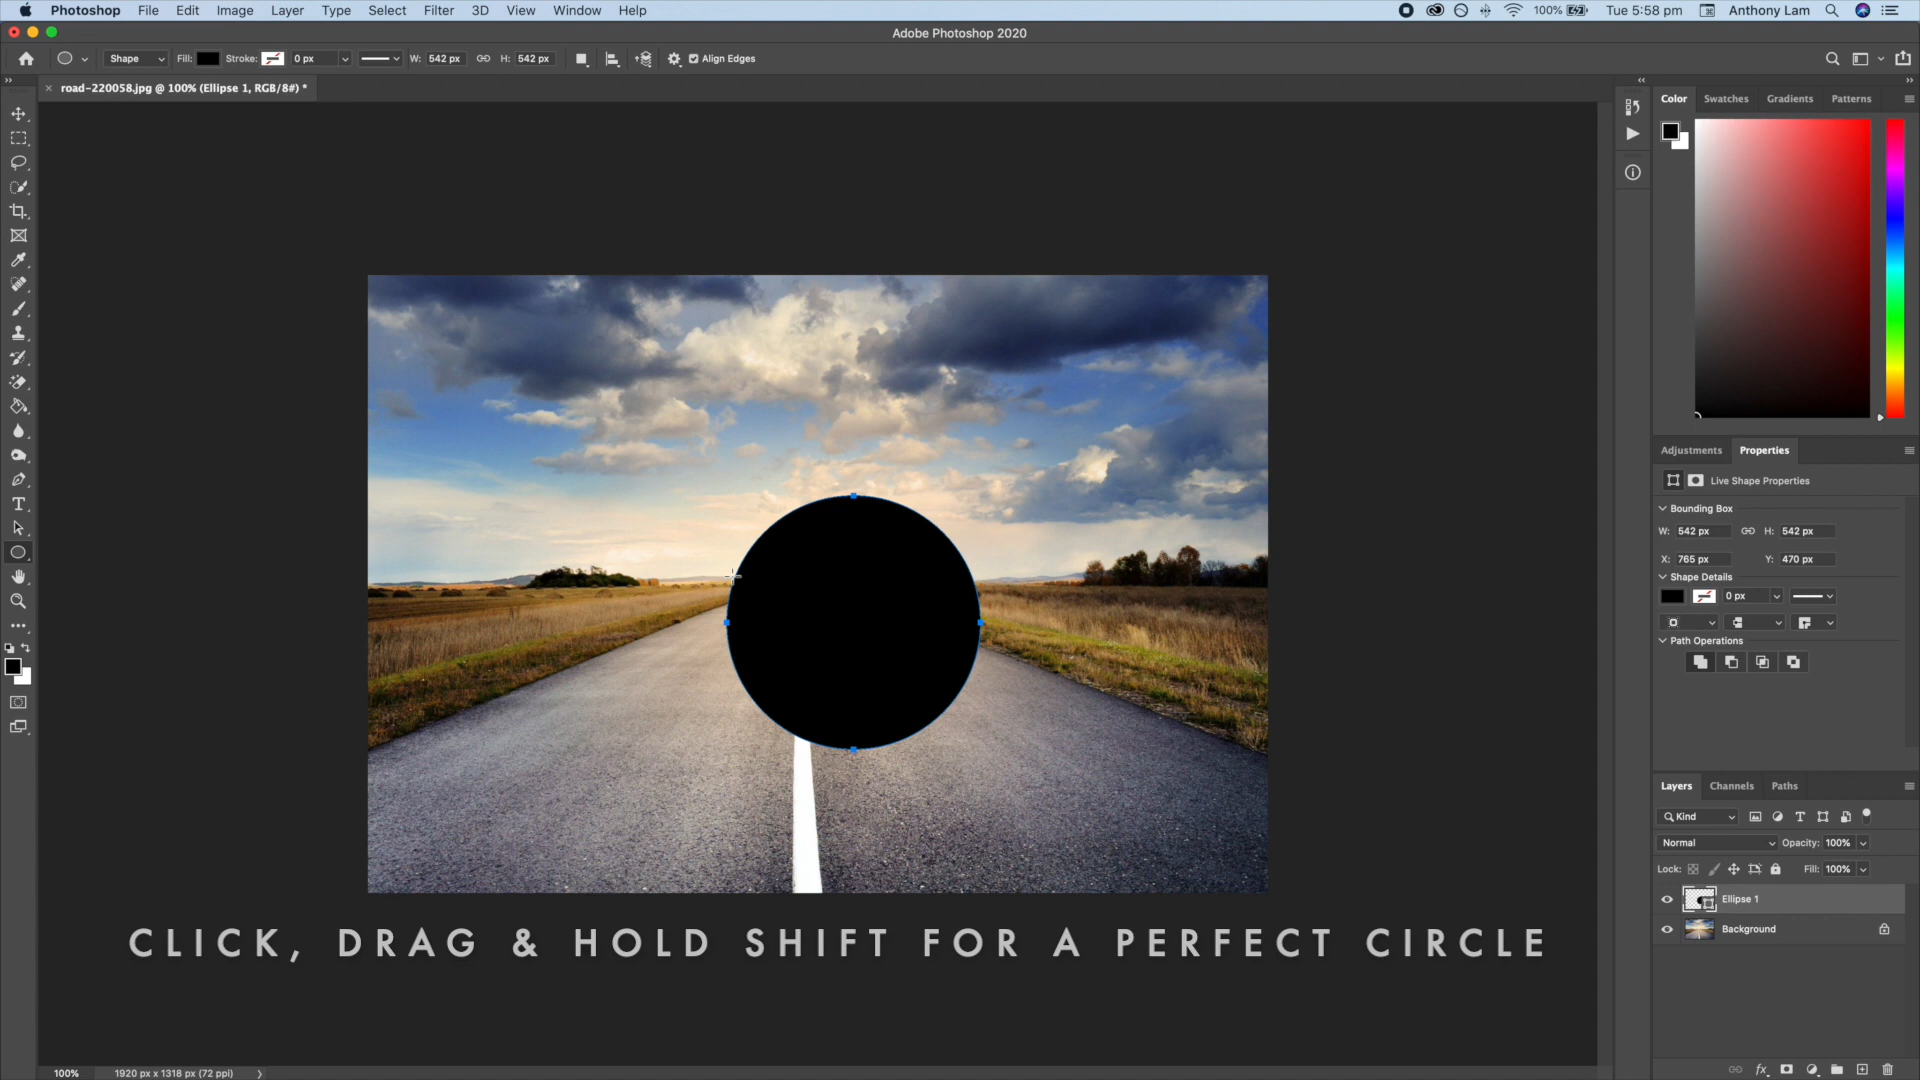 Photoshop File Edit Image Layer Type Select Filter 3D View Window Help 100% Tue 5:58 pm Anthony Lam
Adobe Photoshop 2020
Shape Fill: Stroke: 0 px W: 542 px H: 542 px Align Edges
× road-220058.jpg @ 100% (Ellipse 1, RGB/8#) *
Color Swatches Gradients Patterns
Adjustments Properties
Live Shape Properties
Bounding Box
W: 542 px H: 542 px
X: 765 px Y: 470 px
Shape Details
0 px
Path Operations
Layers Channels Paths
Kind
Normal Opacity: 100%
Lock: Fill: 100%
Ellipse 1
Background
CLICK, DRAG & HOLD SHIFT FOR A PERFECT CIRCLE
100% 1920 px x 1318 px (72 ppi)